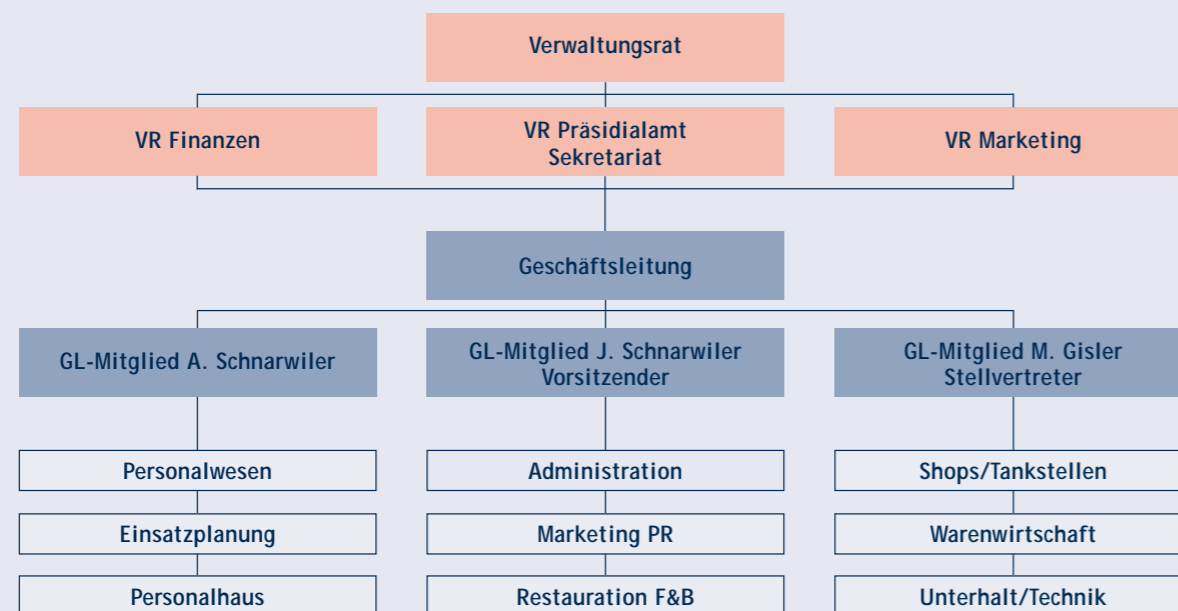 Verwaltungsrat
VR Finanzen
VR Präsidialamt
Sekretariat
VR Marketing
Geschäftsleitung
GL-Mitglied A. Schnarwiler
GL-Mitglied J. Schnarwiler
Vorsitzender
GL-Mitglied M. Gisler
Stellvertreter
Personalwesen
Administration
Shops/Tankstellen
Einsatzplanung
Marketing PR
Warenwirtschaft
Personalhaus
Restauration F&B
Unterhalt/Technik